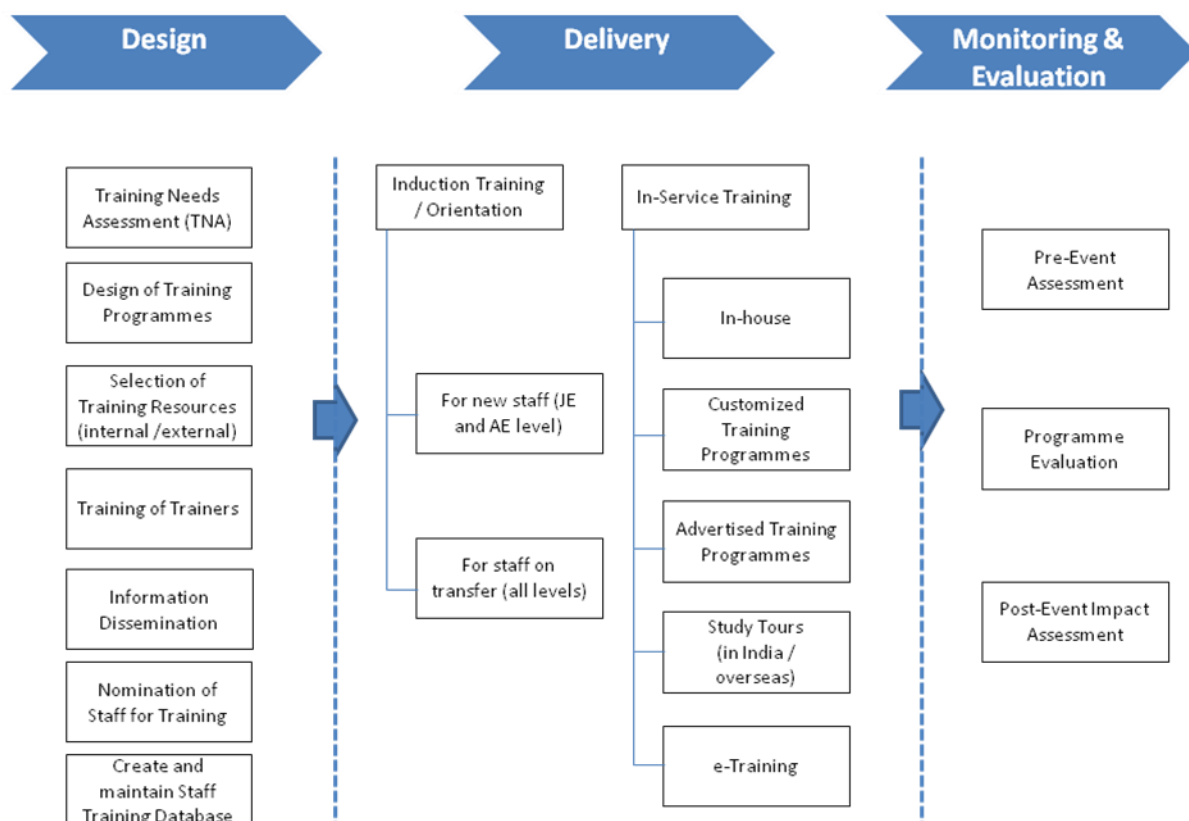 Design
Delivery
Monitoring &
Evaluation
Training Needs
Assessment (TNA)
Design of Training
Programmes
Selection of
Training Resources
(internal /external)
Training of Trainers
Information
Dissemination
Nomination of
Staff for Training
Create and
maintain Staff
Training Database
Induction Training
/ Orientation
For new staff (JE
and AE level)
For staff on
transfer (all levels)
In-Service Training
In-house
Customized
Training
Programmes
Advertised Training
Programmes
Study Tours
(in India /
overseas)
e-Training
Pre-Event
Assessment
Programme
Evaluation
Post-Event Impact
Assessment